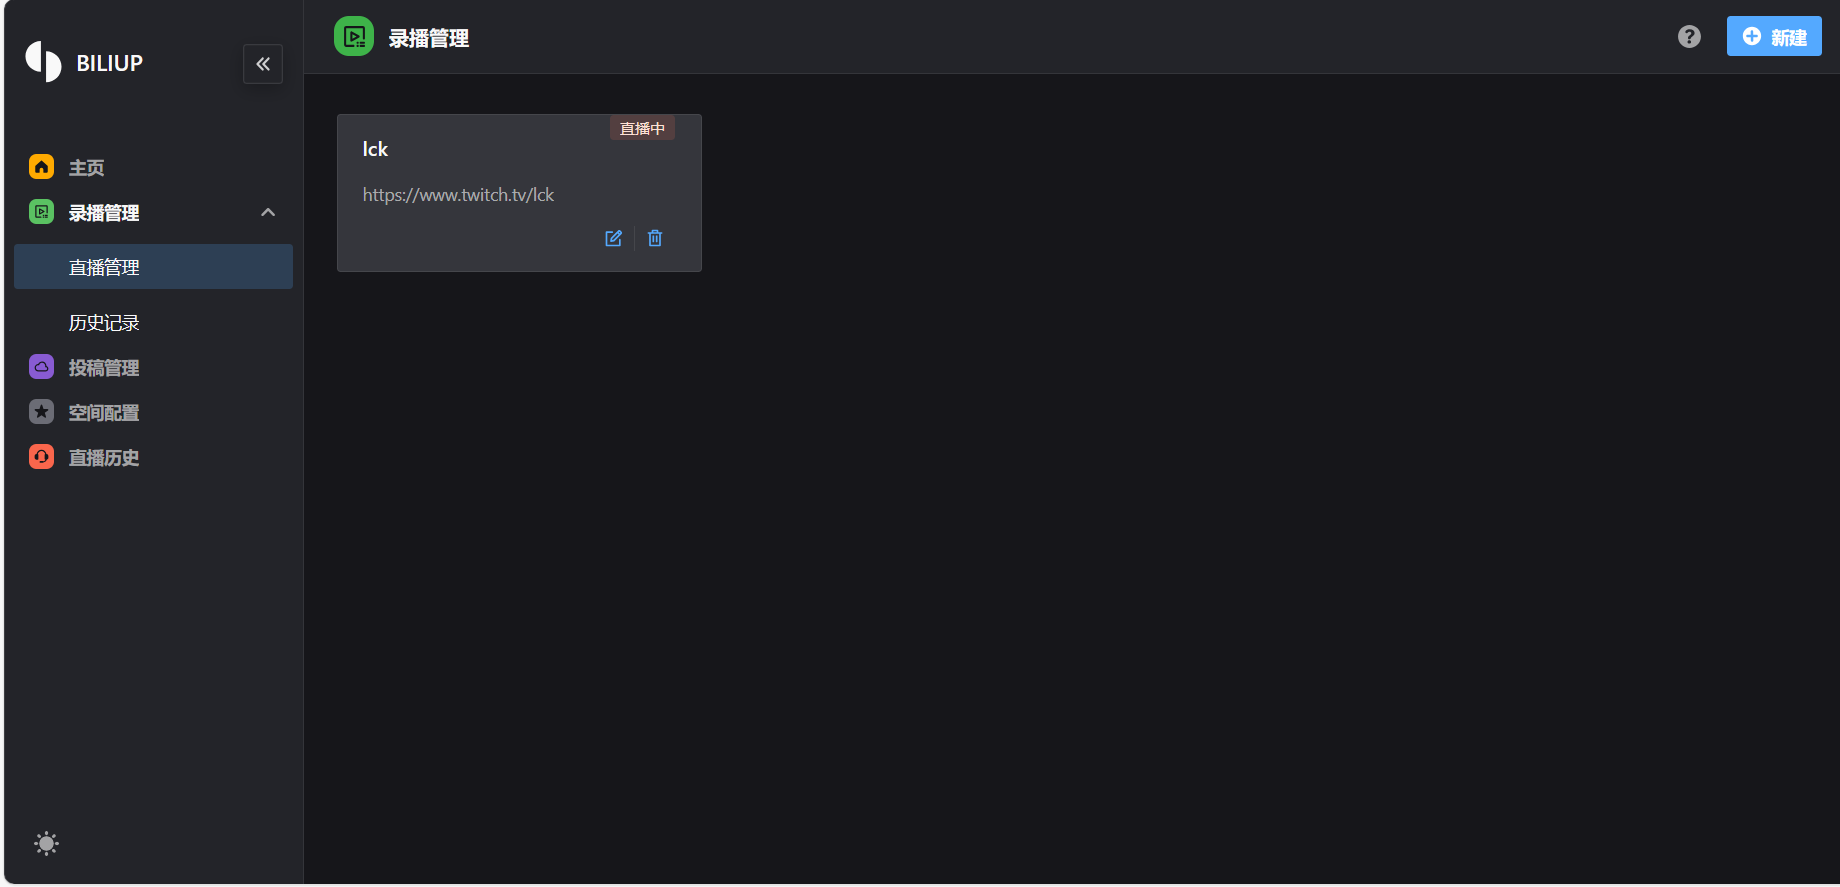 BILIUP
主页
录播管理
直播管理
历史记录
投稿管理
空间配置
直播历史
录播管理
新建
直播中
lck
https://www.twitch.tv/lck